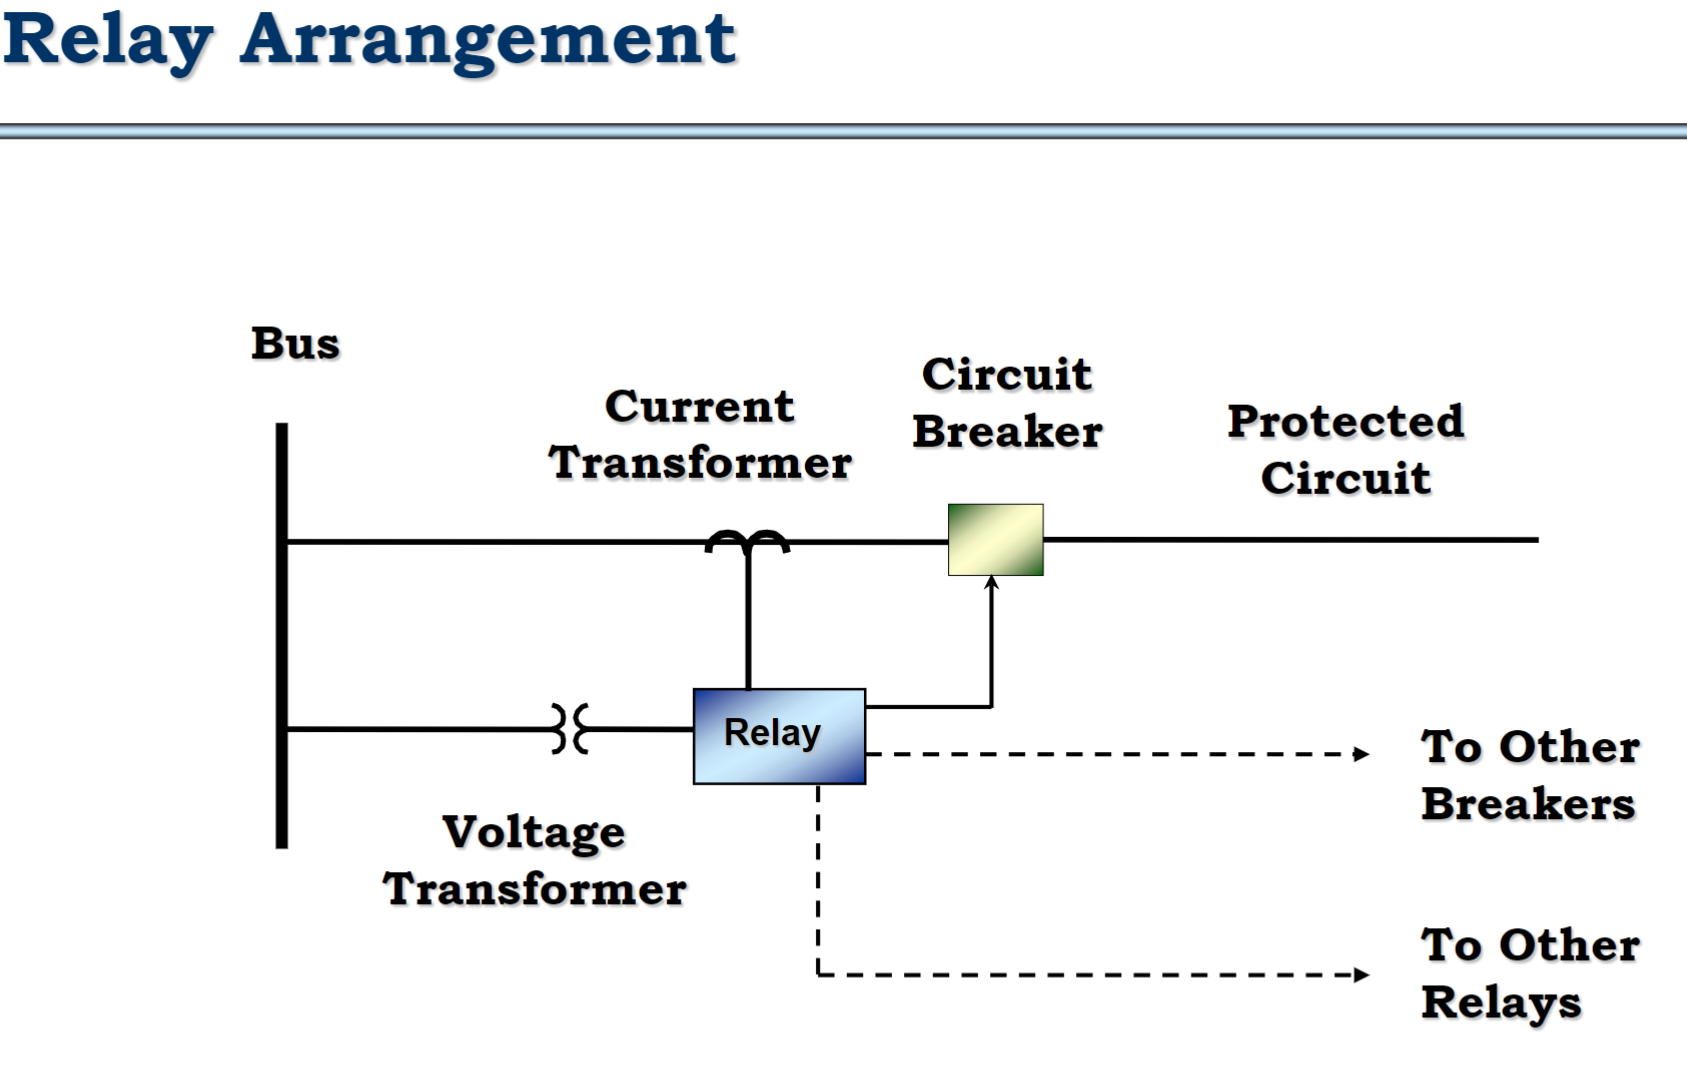 Relay Arrangement
Bus
Current
Transformer
Circuit
Breaker
Protected
Circuit
Relay
Voltage
Transformer
To Other
Breakers
To Other
Relays